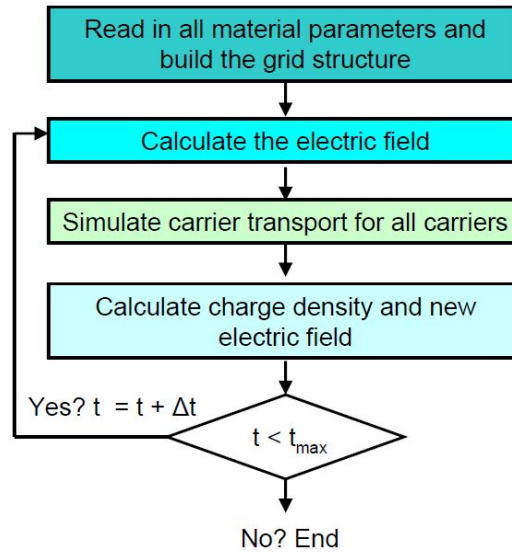 Read in all material parameters and
build the grid structure
Calculate the electric field
Simulate carrier transport for all carriers
Calculate charge density and new
electric field
Yes? t = t + Δt
t < tmax
No? End